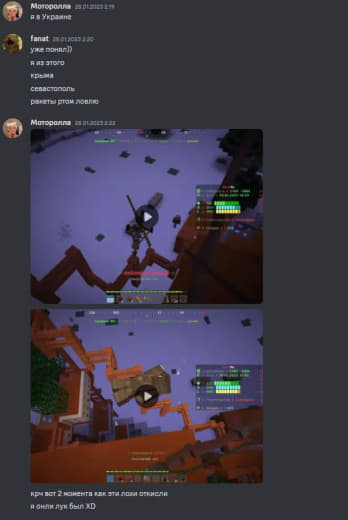 Моторолла 28.01.2023 2:19
я в Украине
fanat 28.01.2023 2:20
уже понял))
я из этого
крыма
севастополь
ракеты ртом ловлю
Моторолла 28.01.2023 2:22
крч вот 2 момента как эти лохи откисли
я онли лук был XD